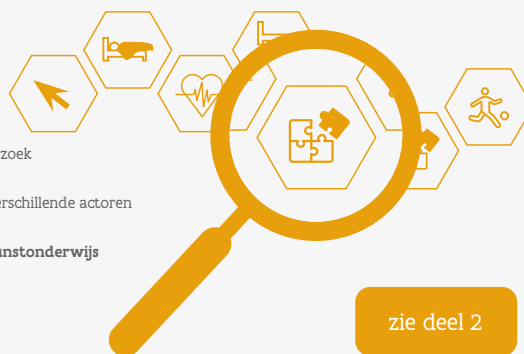 zoek
erschillende actoren
unstonderwijs
zie deel 2